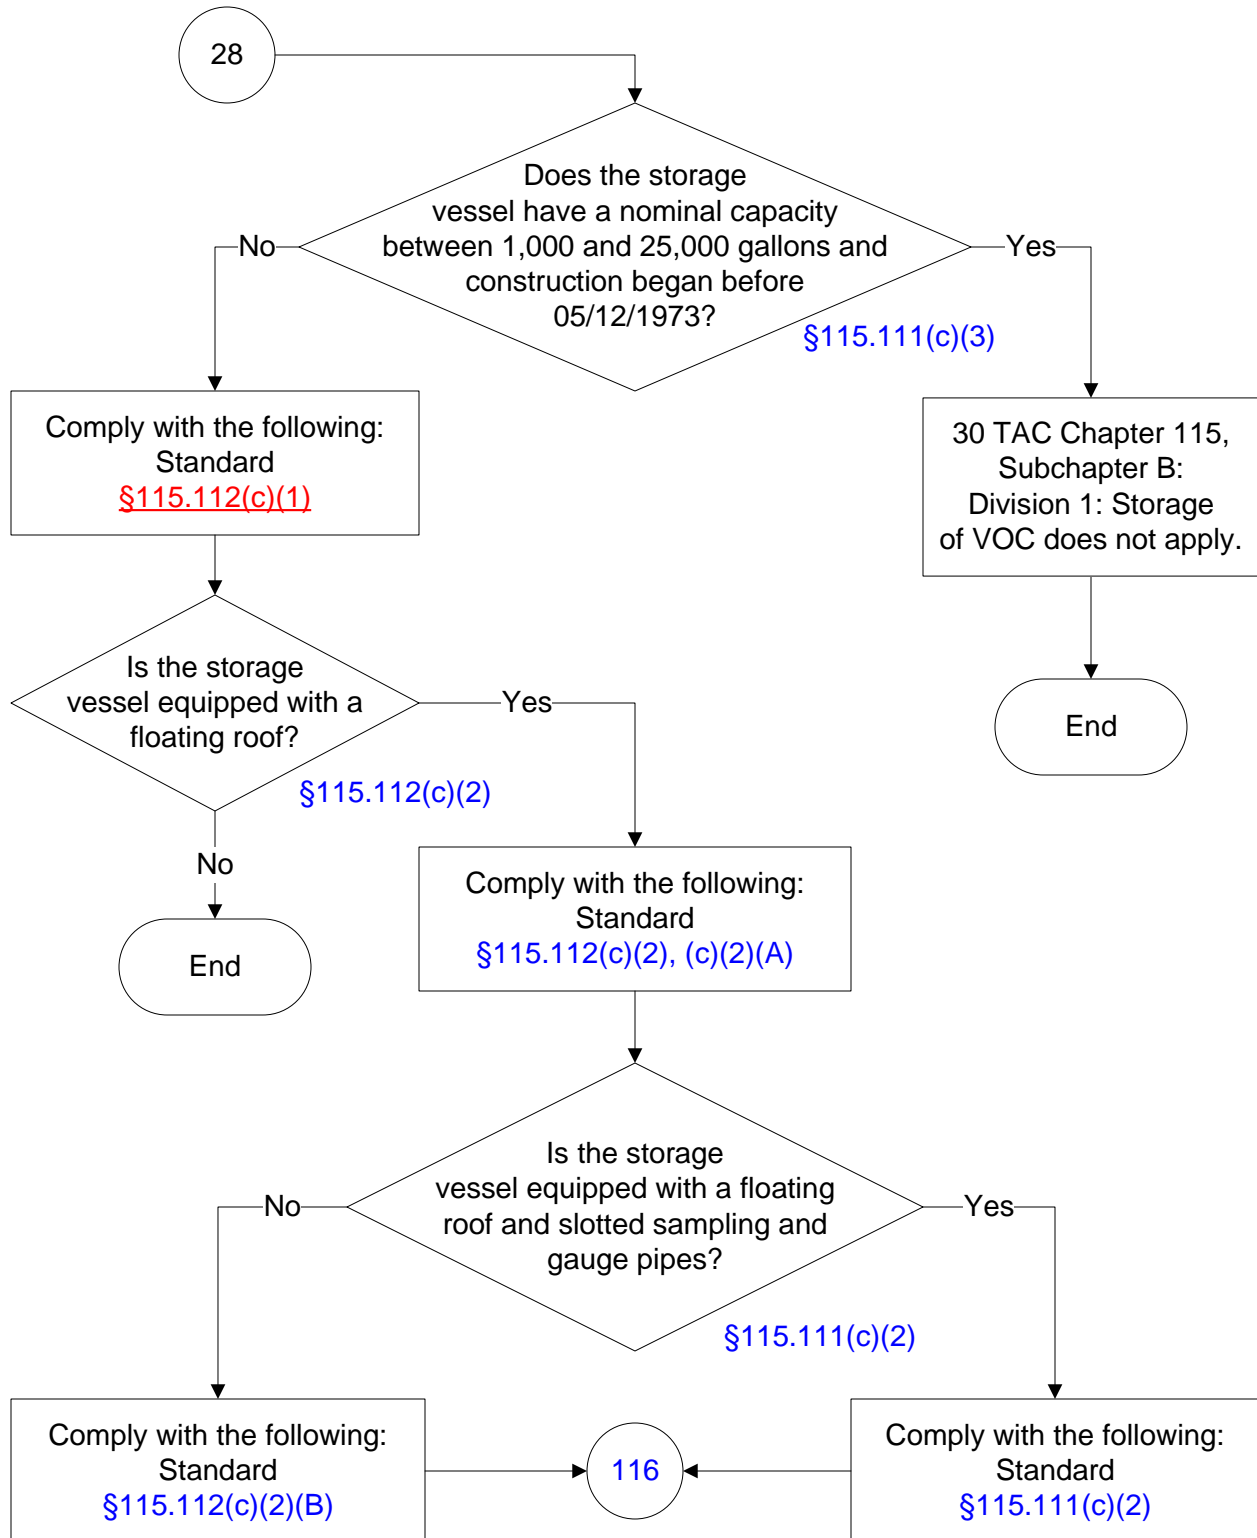 28
Does the storage
vessel have a nominal capacity
between 1,000 and 25,000 gallons and
construction began before
05/12/1973?
No
Yes
§115.111(c)(3)
Comply with the following:
Standard
§115.112(c)(1)
30 TAC Chapter 115,
Subchapter B:
Division 1: Storage
of VOC does not apply.
Is the storage
vessel equipped with a
floating roof?
Yes
End
§115.112(c)(2)
No
Comply with the following:
Standard
§115.112(c)(2), (c)(2)(A)
End
Is the storage
vessel equipped with a floating
roof and slotted sampling and
gauge pipes?
No
Yes
§115.111(c)(2)
Comply with the following:
Standard
§115.112(c)(2)(B)
116
Comply with the following:
Standard
§115.111(c)(2)